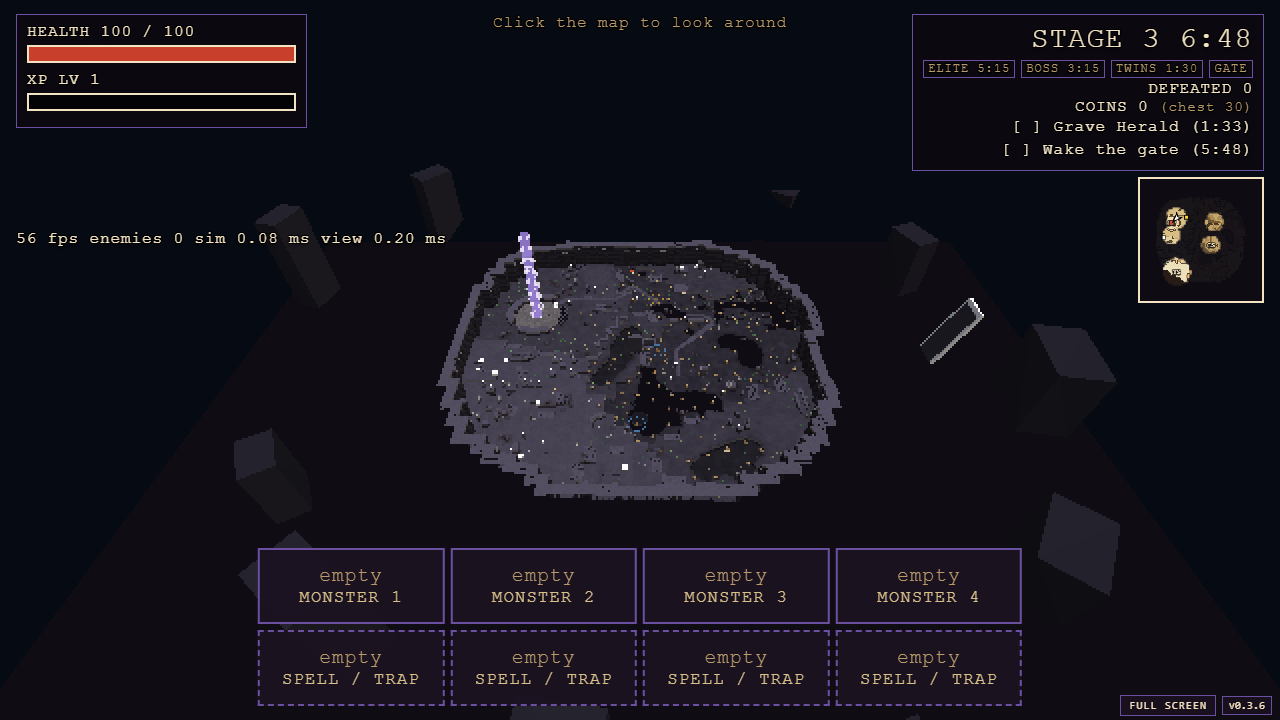 HEALTH 100 / 100
XP LV 1
Click the map to look around
STAGE 3 6:48
ELITE 5:15 BOSS 3:15 TWINS 1:30 GATE
DEFEATED 0
COINS 0 (chest 30)
[ ] Grave Herald (1:33)
[ ] Wake the gate (5:48)
56 fps enemies 0 sim 0.08 ms view 0.20 ms
empty empty empty empty
MONSTER 1 MONSTER 2 MONSTER 3 MONSTER 4
empty empty empty empty
SPELL / TRAP SPELL / TRAP SPELL / TRAP SPELL / TRAP
FULL SCREEN v0.3.6